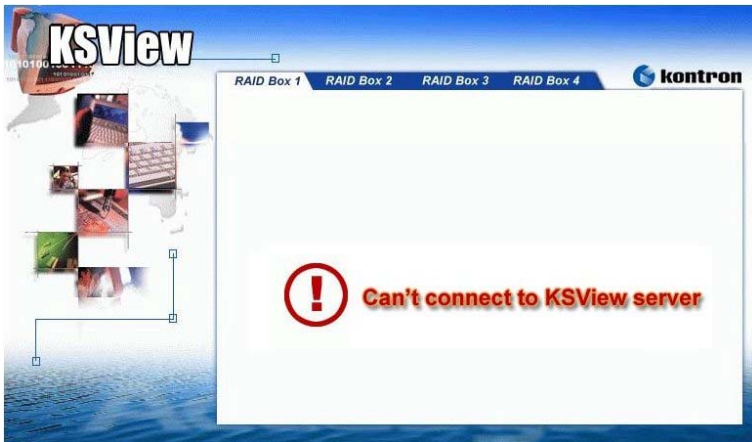 KSView
RAID Box 1 RAID Box 2 RAID Box 3 RAID Box 4
kontron
! Can't connect to KSView server